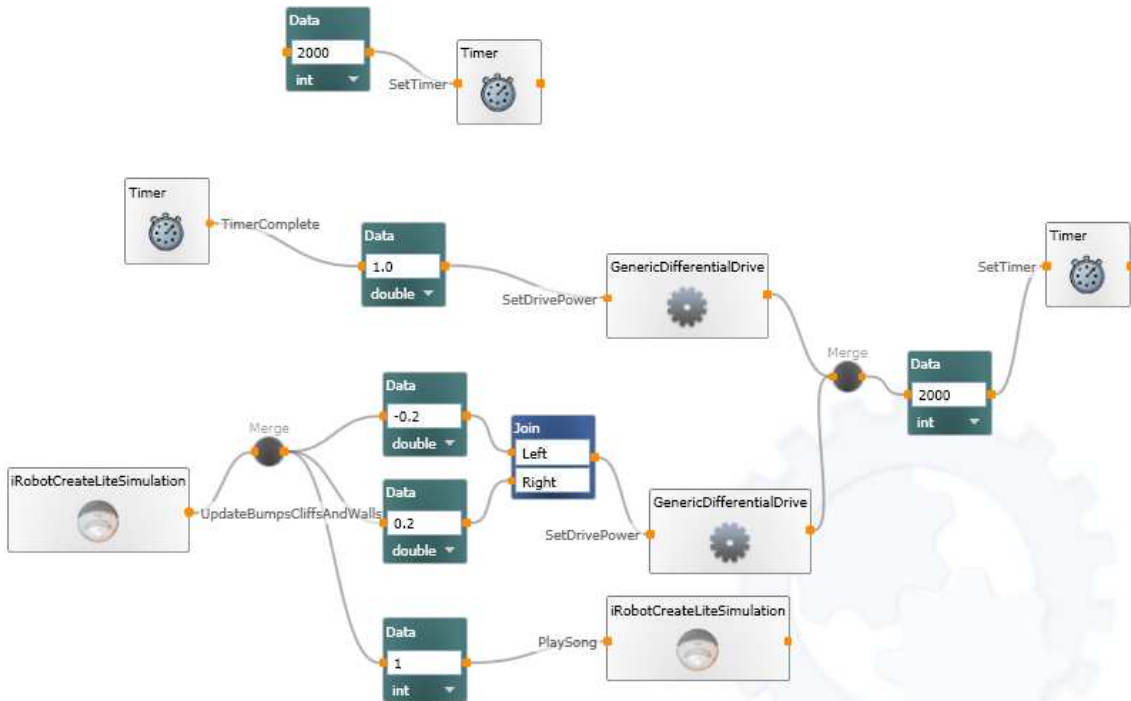 Data
2000
int
SetTimer
Timer
Timer
TimerComplete
Data
1.0
double
SetDrivePower
GenericDifferentialDrive
Timer
SetTimer
Merge
Data
2000
int
iRobotCreateLiteSimulation
UpdateBumpsCliffsAndWalls
Merge
Data
-0.2
double
Data
0.2
double
Join
Left
Right
SetDrivePower
GenericDifferentialDrive
Data
1
int
PlaySong
iRobotCreateLiteSimulation